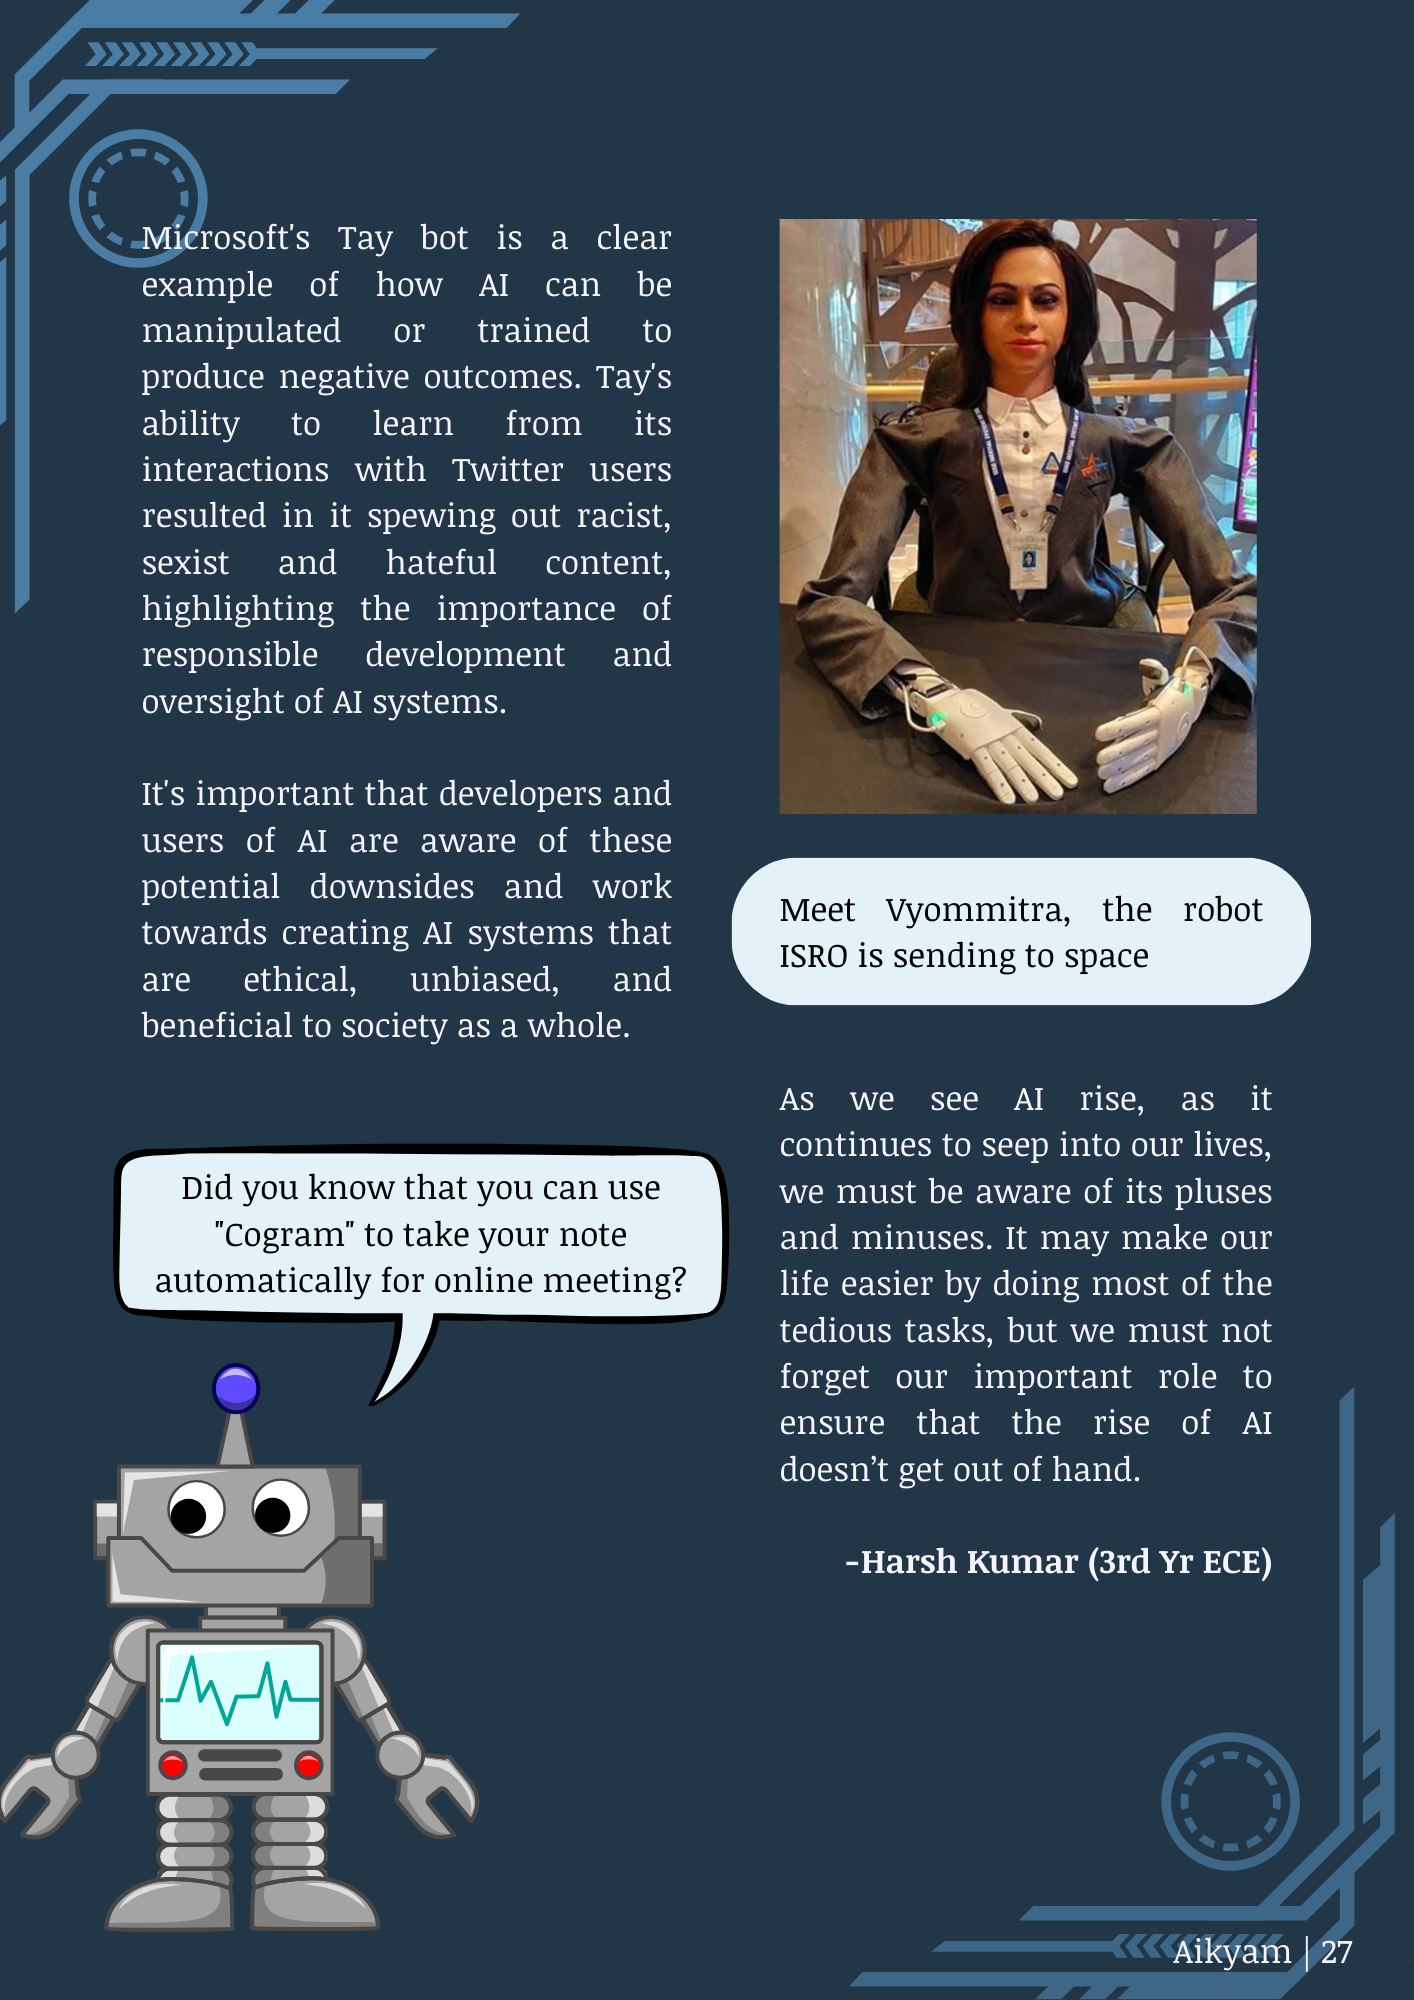 Microsoft's Tay bot is a clear
example of how AI can be
manipulated or trained to
produce negative outcomes. Tay's
ability to learn from its
interactions with Twitter users
resulted in it spewing out racist,
sexist and hateful content,
highlighting the importance of
responsible development and
oversight of AI systems.
It's important that developers and
users of AI are aware of these
potential downsides and work
towards creating AI systems that
are ethical, unbiased, and
beneficial to society as a whole.
Did you know that you can use
"Cogram" to take your note
automatically for online meeting?
Meet Vyommitra, the robot
ISRO is sending to space
As we see AI rise, as it
continues to seep into our lives,
we must be aware of its pluses
and minuses. It may make our
life easier by doing most of the
tedious tasks, but we must not
forget our important role to
ensure that the rise of AI
doesn’t get out of hand.
-Harsh Kumar (3rd Yr ECE)
Aikyam | 27